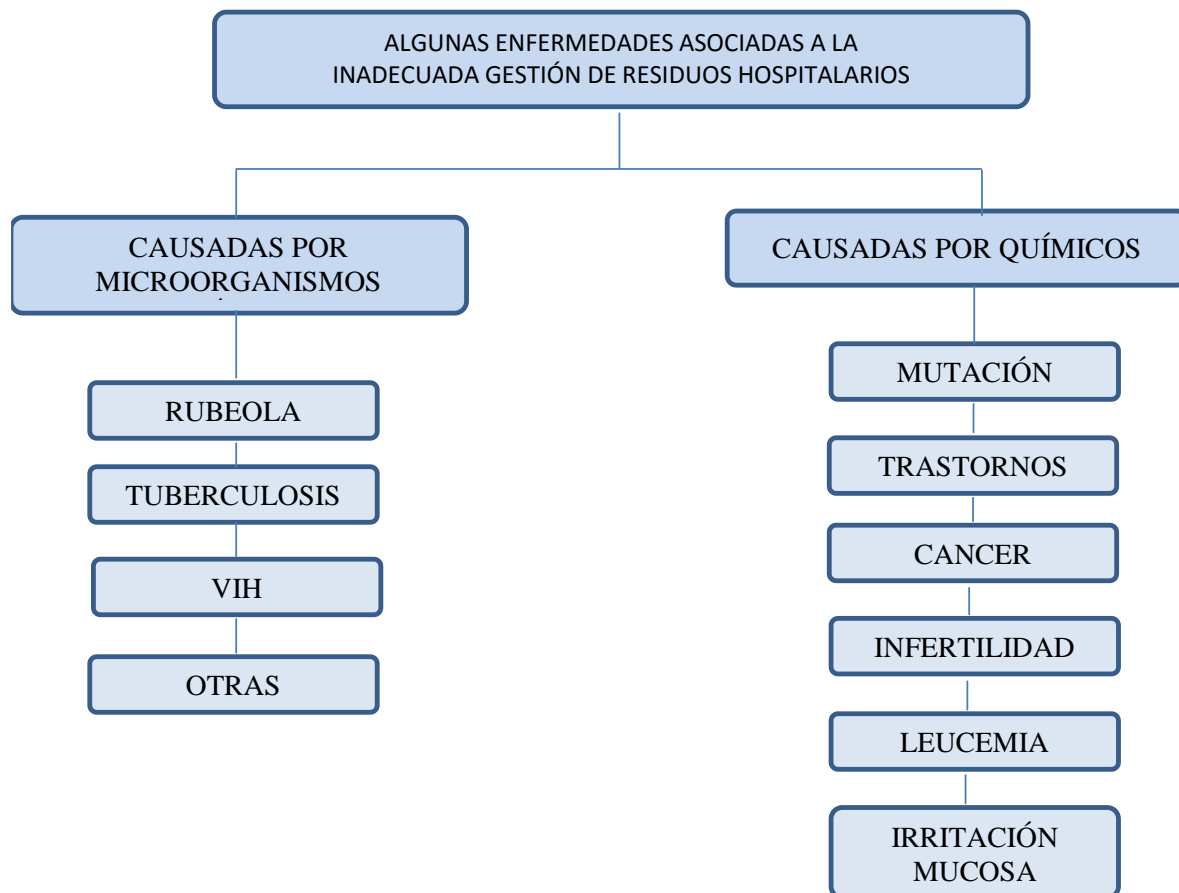 ALGUNAS ENFERMEDADES ASOCIADAS A LA
INADECUADA GESTIÓN DE RESIDUOS HOSPITALARIOS
CAUSADAS POR
MICROORGANISMOS
RUBEOLA
TUBERCULOSIS
VIH
OTRAS
CAUSADAS POR QUÍMICOS
MUTACIÓN
TRASTORNOS
CANCER
INFERTILIDAD
LEUCEMIA
IRRITACIÓN
MUCOSA